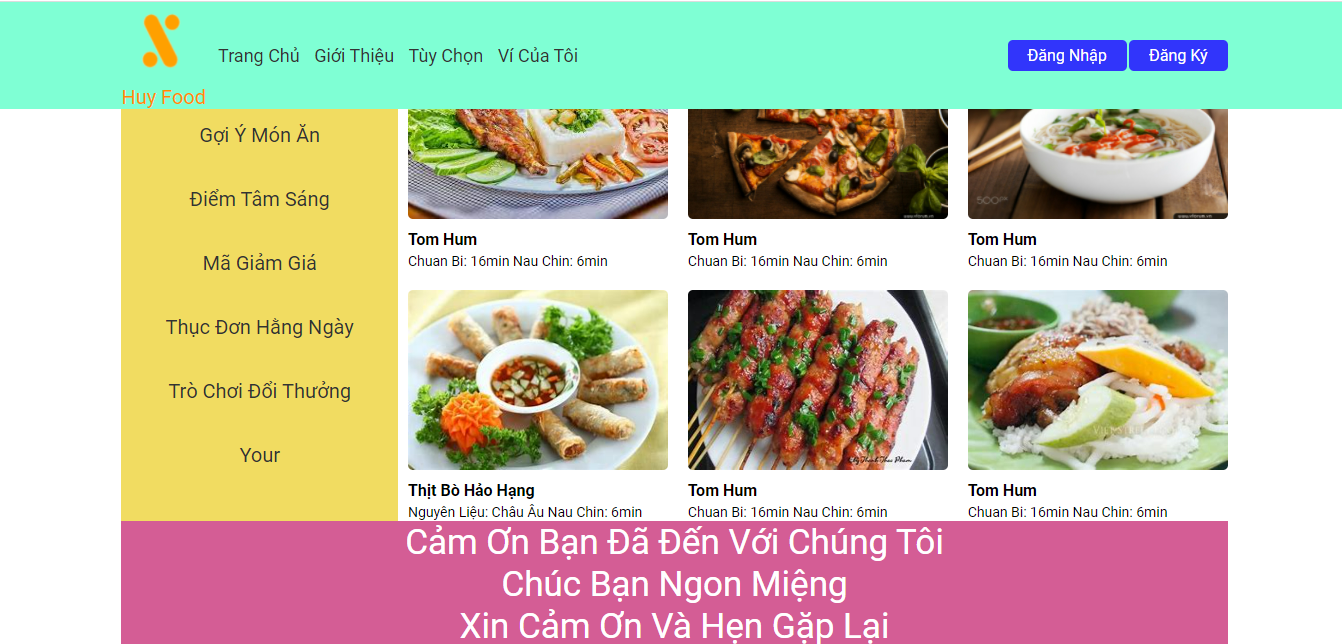 Trang Chủ Giới Thiệu Tùy Chọn Ví Của Tôi Đăng Nhập Đăng Ký
Huy Food
Gợi Ý Món Ăn
Điểm Tâm Sáng
Mã Giảm Giá
Thục Đơn Hằng Ngày
Trò Chơi Đổi Thưởng
Your
Tom Hum
Chuan Bi: 16min Nau Chin: 6min
Tom Hum
Chuan Bi: 16min Nau Chin: 6min
Tom Hum
Chuan Bi: 16min Nau Chin: 6min
Thịt Bò Hảo Hạng
Nguyên Liệu: Châu Âu Nau Chin: 6min
Tom Hum
Chuan Bi: 16min Nau Chin: 6min
Tom Hum
Chuan Bi: 16min Nau Chin: 6min
Cảm Ơn Bạn Đã Đến Với Chúng Tôi
Chúc Bạn Ngon Miệng
Xin Cảm Ơn Và Hẹn Gặp Lại